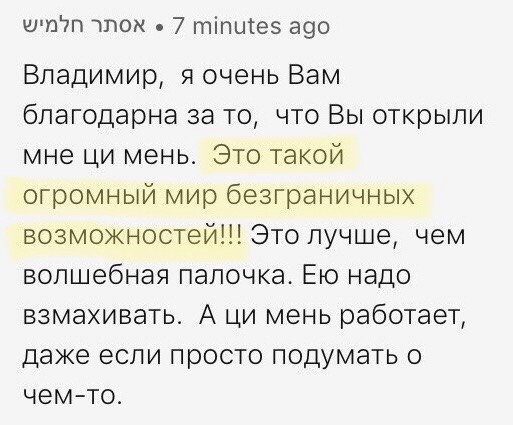 אסתר חלמיש • 7 minutes ago
Владимир, я очень Вам
благодарна за то, что Вы открыли
мне ци мень. Это такой
огромный мир безграничных
возможностей!!! Это лучше, чем
волшебная палочка. Ею надо
взмахивать. А ци мень работает,
даже если просто подумать о
чем-то.